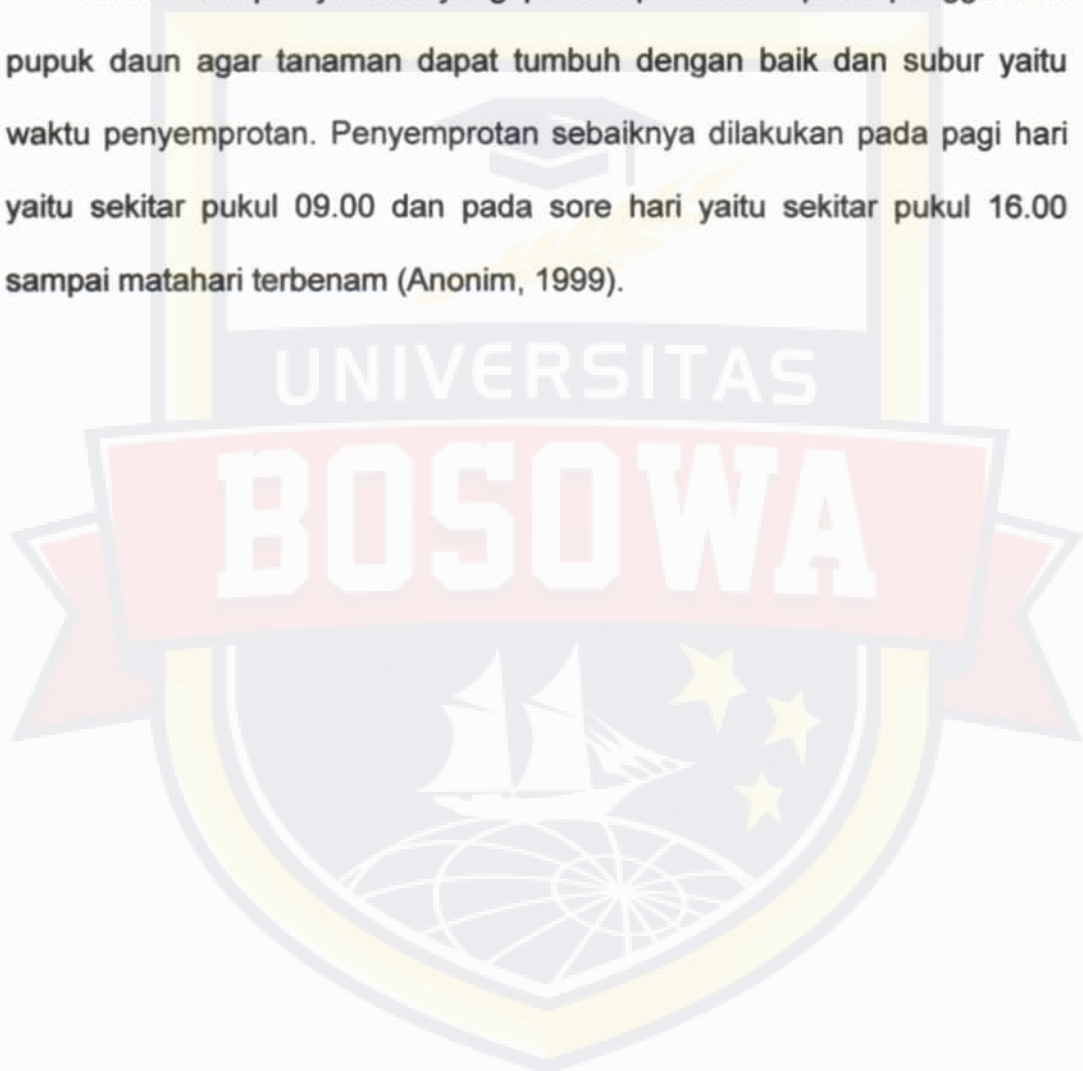 pupuk daun agar tanaman dapat tumbuh dengan baik dan subur yaitu
waktu penyemprotan. Penyemprotan sebaiknya dilakukan pada pagi hari
yaitu sekitar pukul 09.00 dan pada sore hari yaitu sekitar pukul 16.00
sampai matahari terbenam (Anonim, 1999).
UNIVERSITAS
BOSOWA